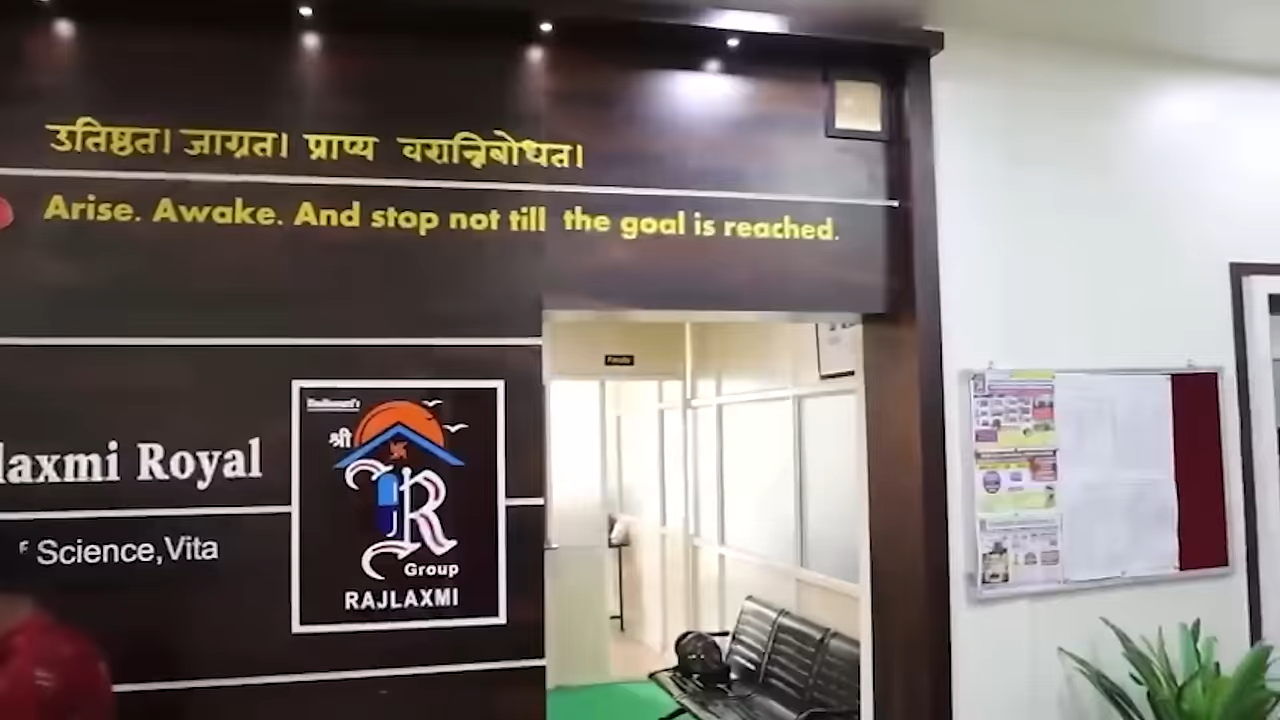 उतिष्ठत। जाग्रत। प्राप्य वरान्निबोधत।
Arise. Awake. And stop not till the goal is reached.
laxmi Royal
Science, Vita
श्री
R
Group
RAJLAXMI